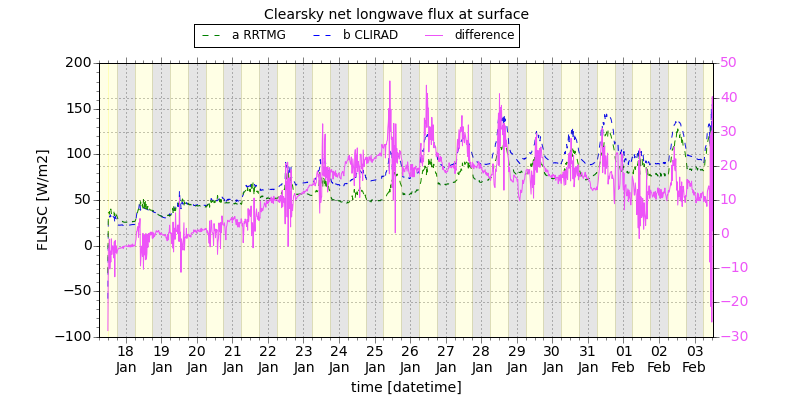 Clearsky net longwave flux at surface
a RRTMG b CLIRAD difference
200
150
100
50
0
−50
−100
FLNSC [W/m2]
50
40
30
20
10
0
−10
−20
−30
18 19 20 21 22 23 24 25 26 27 28 29 30 31 01 02 03
Jan Jan Jan Jan Jan Jan Jan Jan Jan Jan Jan Jan Jan Jan Feb Feb Feb
time [datetime]